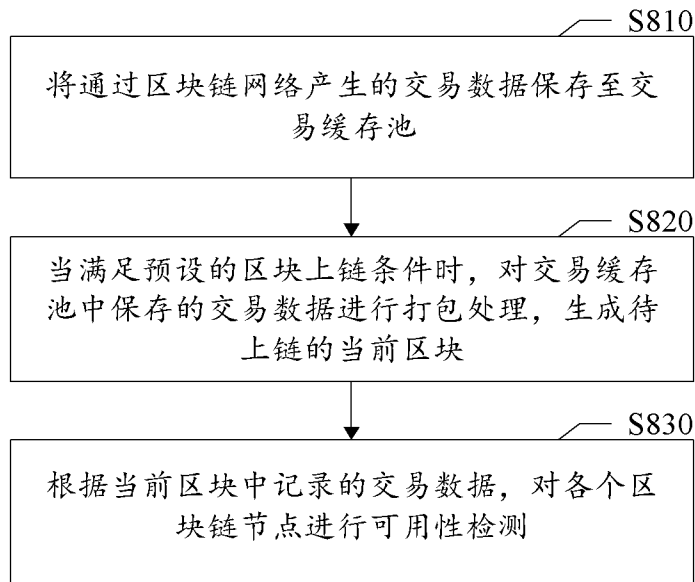 S810
将通过区块链网络产生的交易数据保存至交
易缓存池
S820
当满足预设的区块上链条件时，对交易缓存
池中保存的交易数据进行打包处理，生成待
上链的当前区块
S830
根据当前区块中记录的交易数据，对各个区
块链节点进行可用性检测